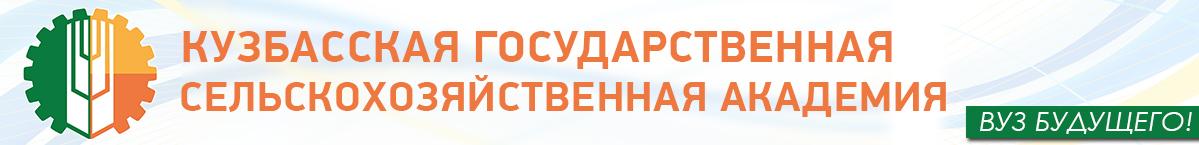 КУЗБАССКАЯ ГОСУДАРСТВЕННАЯ
СЕЛЬСКОХОЗЯЙСТВЕННАЯ АКАДЕМИЯ
ВУЗ БУДУЩЕГО!